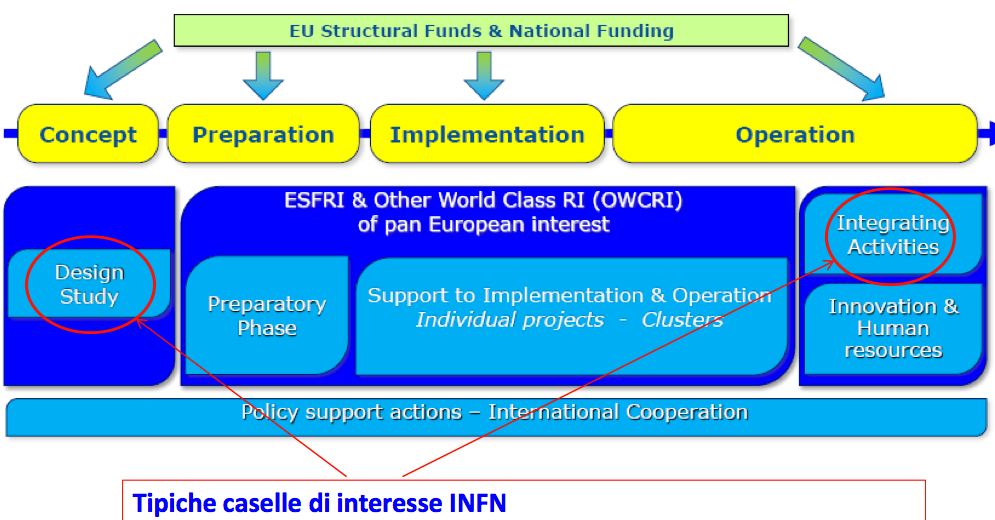 EU Structural Funds & National Funding
Concept
Preparation
Implementation
Operation
ESFRI & Other World Class RI (OWCRI)
of pan European interest
Design
Study
Preparatory
Phase
Support to Implementation & Operation
Individual projects - Clusters
Integrating
Activities
Innovation &
Human
resources
Policy support actions – International Cooperation
Tipiche caselle di interesse INFN